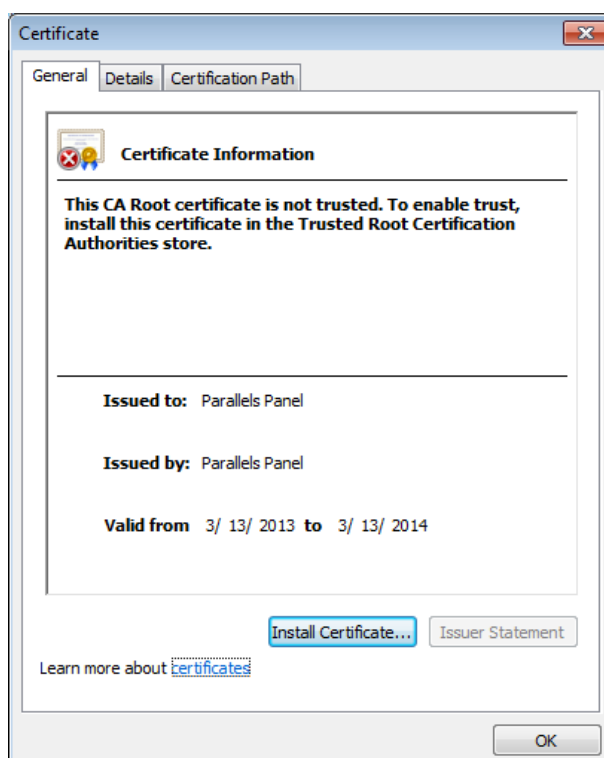 Certificate
General Details Certification Path
Certificate Information
This CA Root certificate is not trusted. To enable trust,
install this certificate in the Trusted Root Certification
Authorities store.
Issued to: Parallels Panel
Issued by: Parallels Panel
Valid from 3/ 13/ 2013 to 3/ 13/ 2014
Install Certificate... Issuer Statement
Learn more about certificates
OK